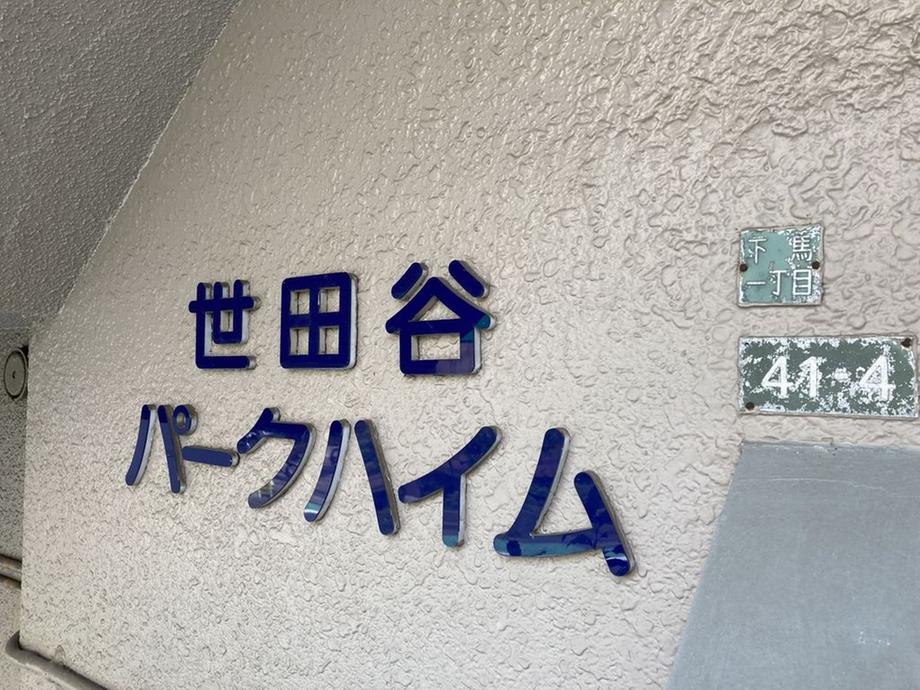 世田谷
パークハイム
下馬
一丁目
41-4